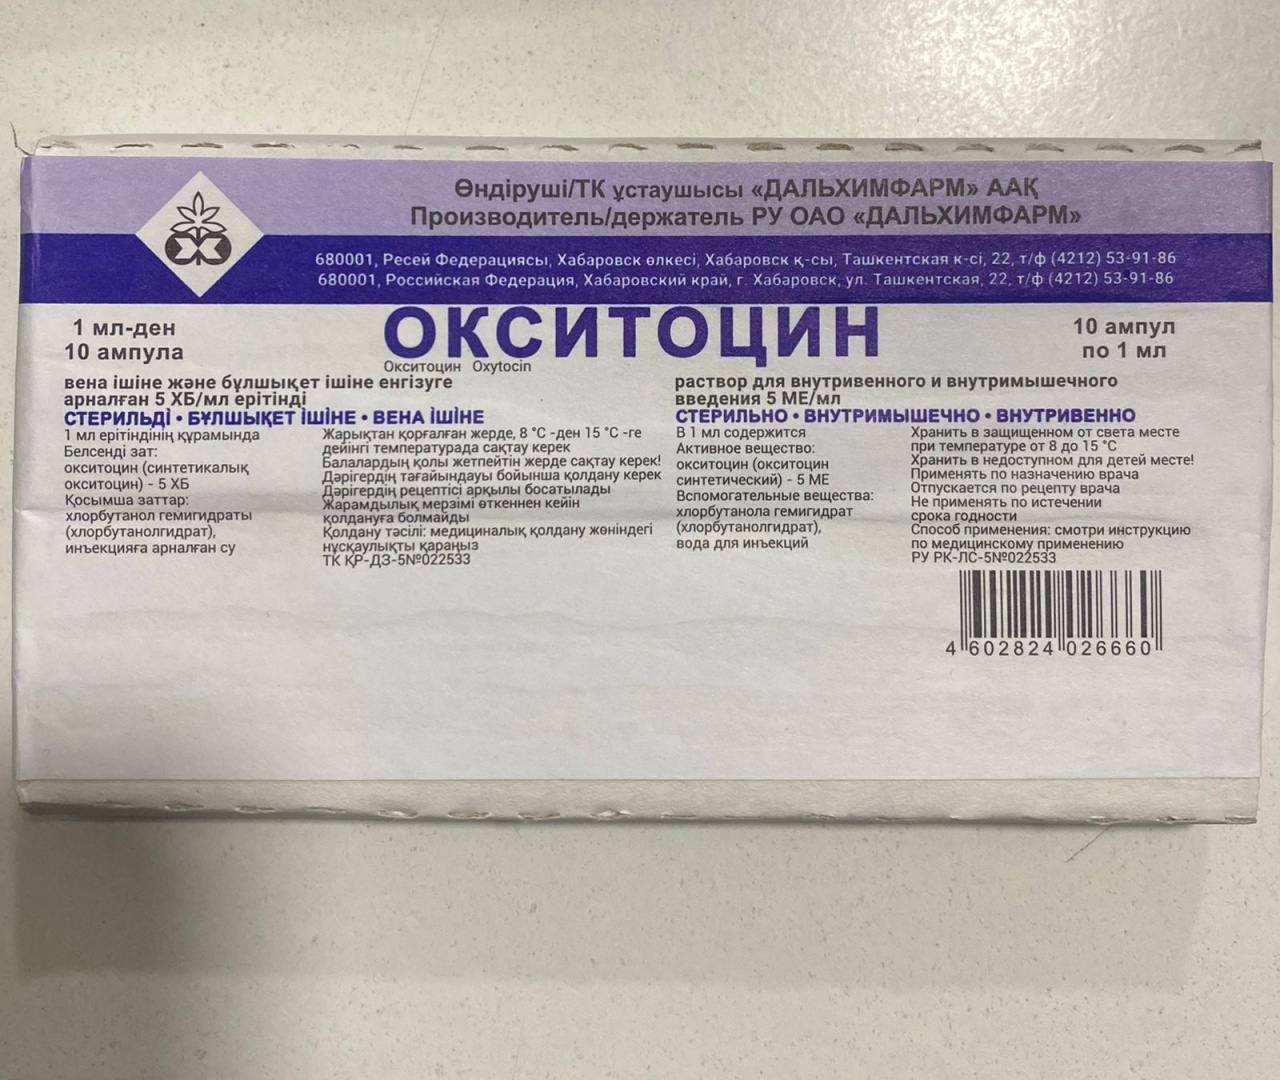 Өндіруші/ТК ұстаушысы «ДАЛЬХИМФАРМ» ААҚ
Производитель/держатель РУ ОАО «ДАЛЬХИМФАРМ»
680001, Ресей Федерациясы, Хабаровск өлкесі, Хабаровск қ-сы, Ташкентская к-сі, 22, т/ф (4212) 53-91-86
680001, Российская Федерация, Хабаровский край, г. Хабаровск, ул. Ташкентская, 22, т/ф (4212) 53-91-86
1 мл-ден
10 ампула
ОКСИТОЦИН
Окситоцин Oxytocin
10 ампул
по 1 мл
вена ішіне және бұлшықет ішіне енгізуге
арналған 5 ХБ/мл ерітінді
СТЕРИЛЬДІ • БҰЛШЫҚЕТ ІШІНЕ • ВЕНА ІШІНЕ
1 мл ерітіндінің құрамында
Белсенді зат:
окситоцин (синтетикалық
окситоцин) - 5 ХБ
Қосымша заттар:
хлорбутанол гемигидраты
(хлорбутанолгидрат),
инъекцияға арналған су
Жарықтан қорғалған жерде, 8 °С -ден 15 °С -ге
дейінгі температурада сақтау керек
Балалардың қолы жетпейтін жерде сақтау керек!
Дәрігердің тағайындауы бойынша қолдану керек
Дәрігердің рецептісі арқылы босатылады
Жарамдылық мерзімі өткеннен кейін
қолдануға болмайды
Қолдану тәсілі: медициналық қолдану жөніндегі
нұсқаулықты қараңыз
ТК ҚР-ДЗ-5№022533
раствор для внутривенного и внутримышечного
введения 5 МЕ/мл
СТЕРИЛЬНО • ВНУТРИМЫШЕЧНО • ВНУТРИВЕННО
В 1 мл содержится
Активное вещество:
окситоцин (окситоцин
синтетический) - 5 МЕ
Вспомогательные вещества:
хлорбутанола гемигидрат
(хлорбутанолгидрат),
вода для инъекций
Хранить в защищенном от света месте
при температуре от 8 до 15 °С
Хранить в недоступном для детей месте!
Применять по назначению врача
Отпускается по рецепту врача
Не применять по истечении
срока годности
Способ применения: смотри инструкцию
по медицинскому применению
РУ РК-ЛС-5№022533
4 602824 026660